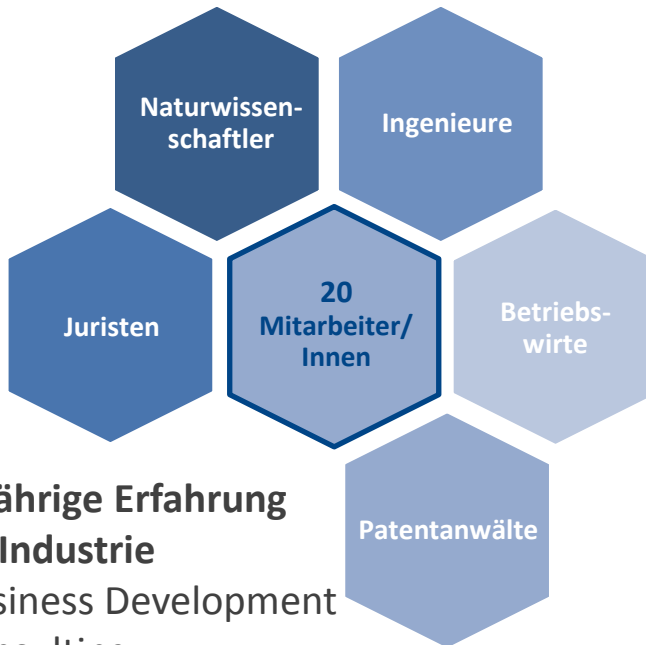 Naturwissen-
schaftler
Ingenieure
Juristen
20
Mitarbeiter/
Innen
Betriebs-
wirte
ährige Erfahrung
Industrie
siness Development
Patentanwälte